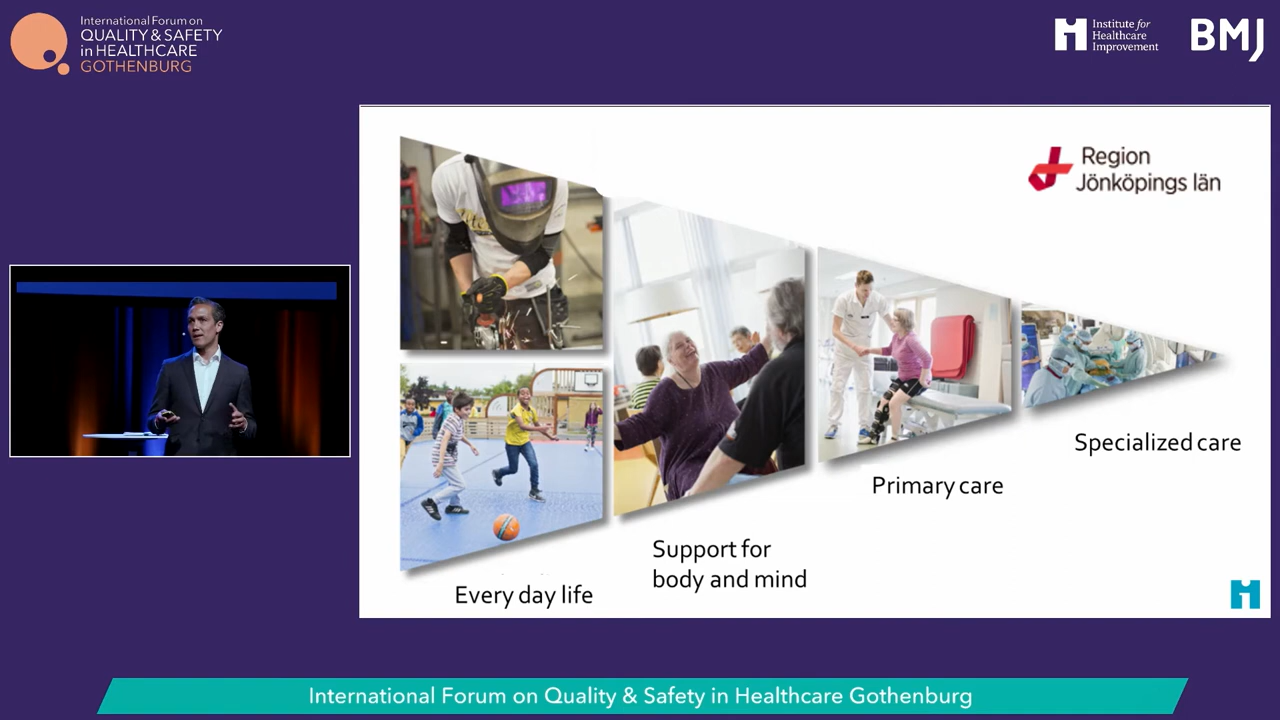 International Forum on
QUALITY & SAFETY
in HEALTHCARE
GOTHENBURG
Institute for
Healthcare
Improvement
BMJ
Region
Jönköpings län
Specialized care
Primary care
Support for
body and mind
Every day life
International Forum on Quality & Safety in Healthcare Gothenburg